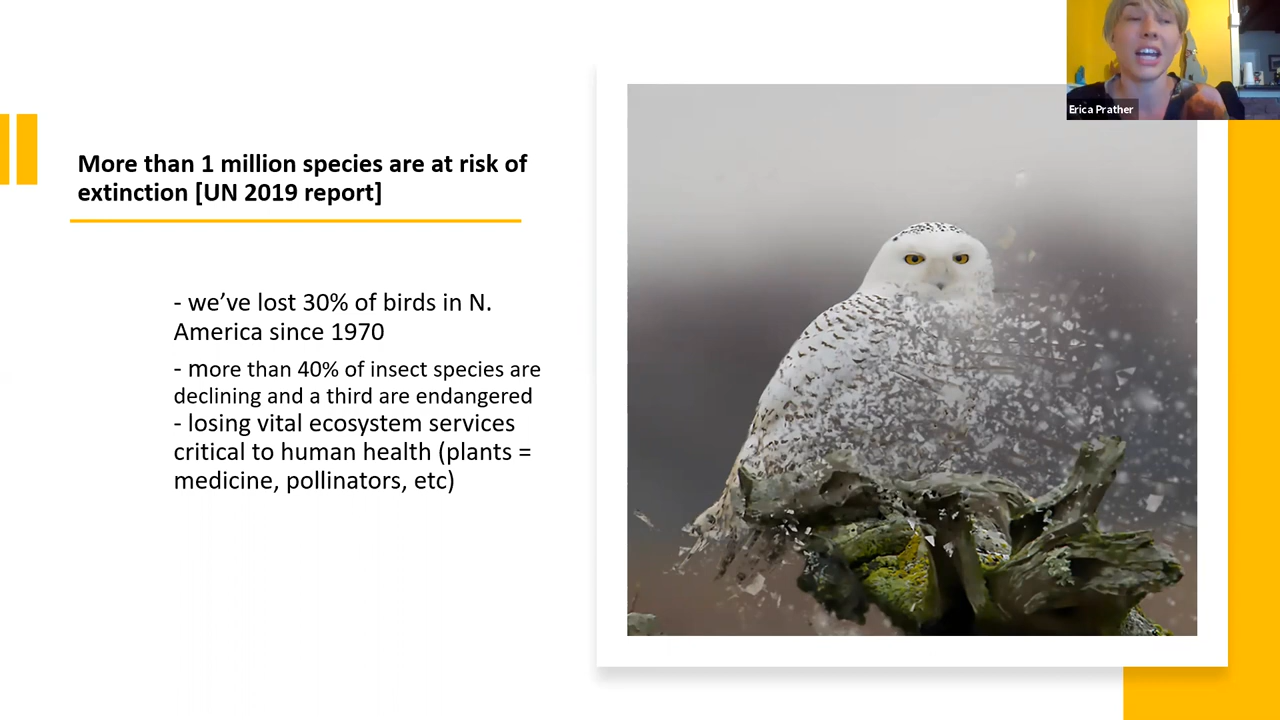 More than 1 million species are at risk of
extinction [UN 2019 report]
- we've lost 30% of birds in N.
America since 1970
- more than 40% of insect species are
declining and a third are endangered
- losing vital ecosystem services
critical to human health (plants =
medicine, pollinators, etc)
Erica Prather